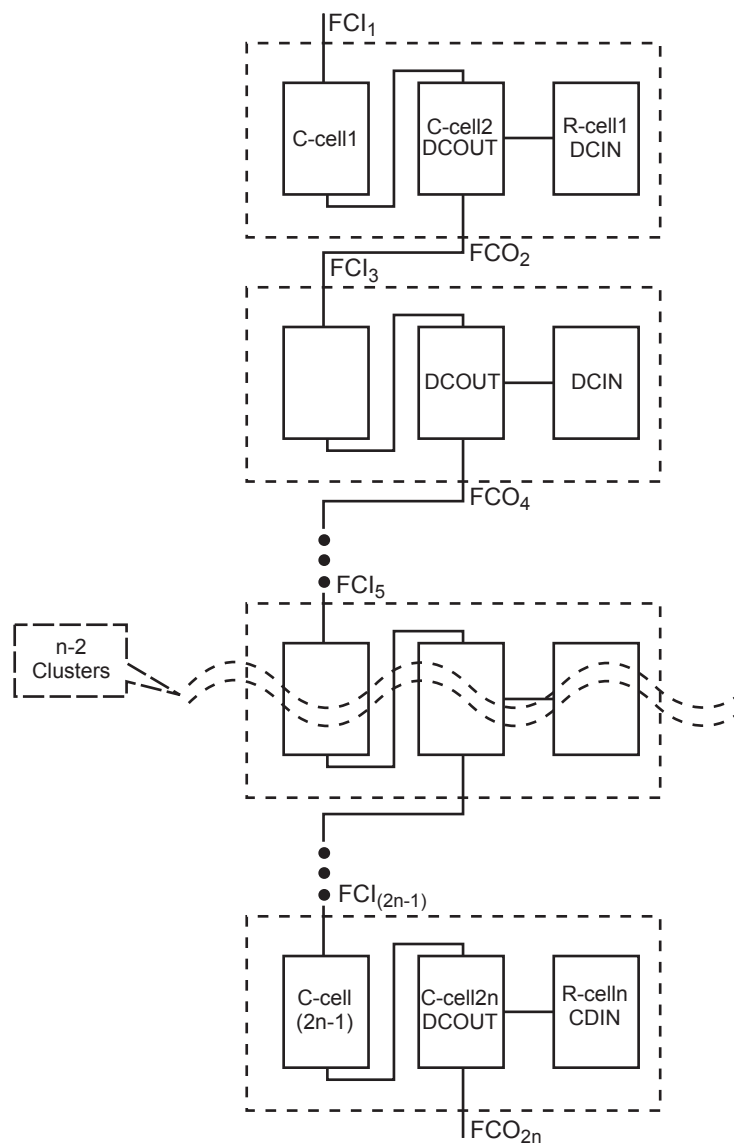 FCI₁
C-cell1
C-cell2
DCOUT
R-cell1
DCIN
FCO₂
FCI₃
DCOUT
DCIN
FCO₄
FCI₅
n-2
Clusters
FCI₍₂ₙ₋₁₎
C-cell
(2n-1)
C-cell2n
DCOUT
R-celln
CDIN
FCO₂ₙ